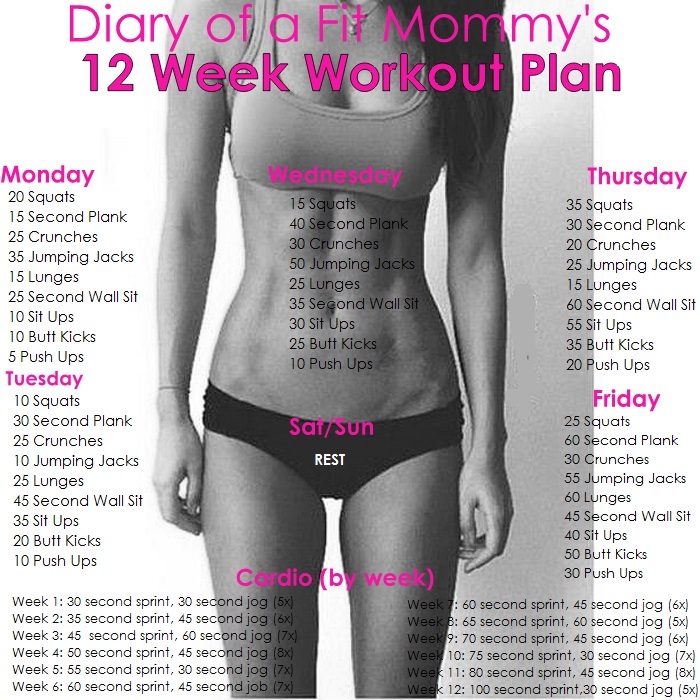 Diary of a Fit Mommy's
12 Week Workout Plan
Monday
20 Squats
15 Second Plank
25 Crunches
35 Jumping Jacks
15 Lunges
25 Second Wall Sit
10 Sit Ups
10 Butt Kicks
5 Push Ups
Tuesday
10 Squats
30 Second Plank
25 Crunches
10 Jumping Jacks
25 Lunges
45 Second Wall Sit
35 Sit Ups
20 Butt Kicks
10 Push Ups
Wednesday
15 Squats
40 Second Plank
30 Crunches
50 Jumping Jacks
25 Lunges
35 Second Wall Sit
30 Sit Ups
25 Butt Kicks
10 Push Ups
Thursday
35 Squats
30 Second Plank
20 Crunches
25 Jumping Jacks
15 Lunges
60 Second Wall Sit
55 Sit Ups
35 Butt Kicks
20 Push Ups
Friday
25 Squats
60 Second Plank
30 Crunches
55 Jumping Jacks
60 Lunges
45 Second Wall Sit
40 Sit Ups
50 Butt Kicks
30 Push Ups
Sat/Sun
REST
Cardio (by week)
Week 1: 30 second sprint, 30 second jog (5x)
Week 2: 35 second sprint, 45 second jog (6x)
Week 3: 45 second sprint, 60 second jog (7x)
Week 4: 50 second sprint, 45 second jog (8x)
Week 5: 55 second sprint, 30 second jog (7x)
Week 6: 60 second sprint, 45 second job (7x)
Week 7: 60 second sprint, 45 second jog (6x)
Week 8: 65 second sprint, 60 second jog (5x)
Week 9: 70 second sprint, 45 second jog (6x)
Week 10: 75 second sprint, 30 second jog (7x)
Week 11: 80 second sprint, 45 second jog (8x)
Week 12: 100 second sprint,30 second jog (6x)